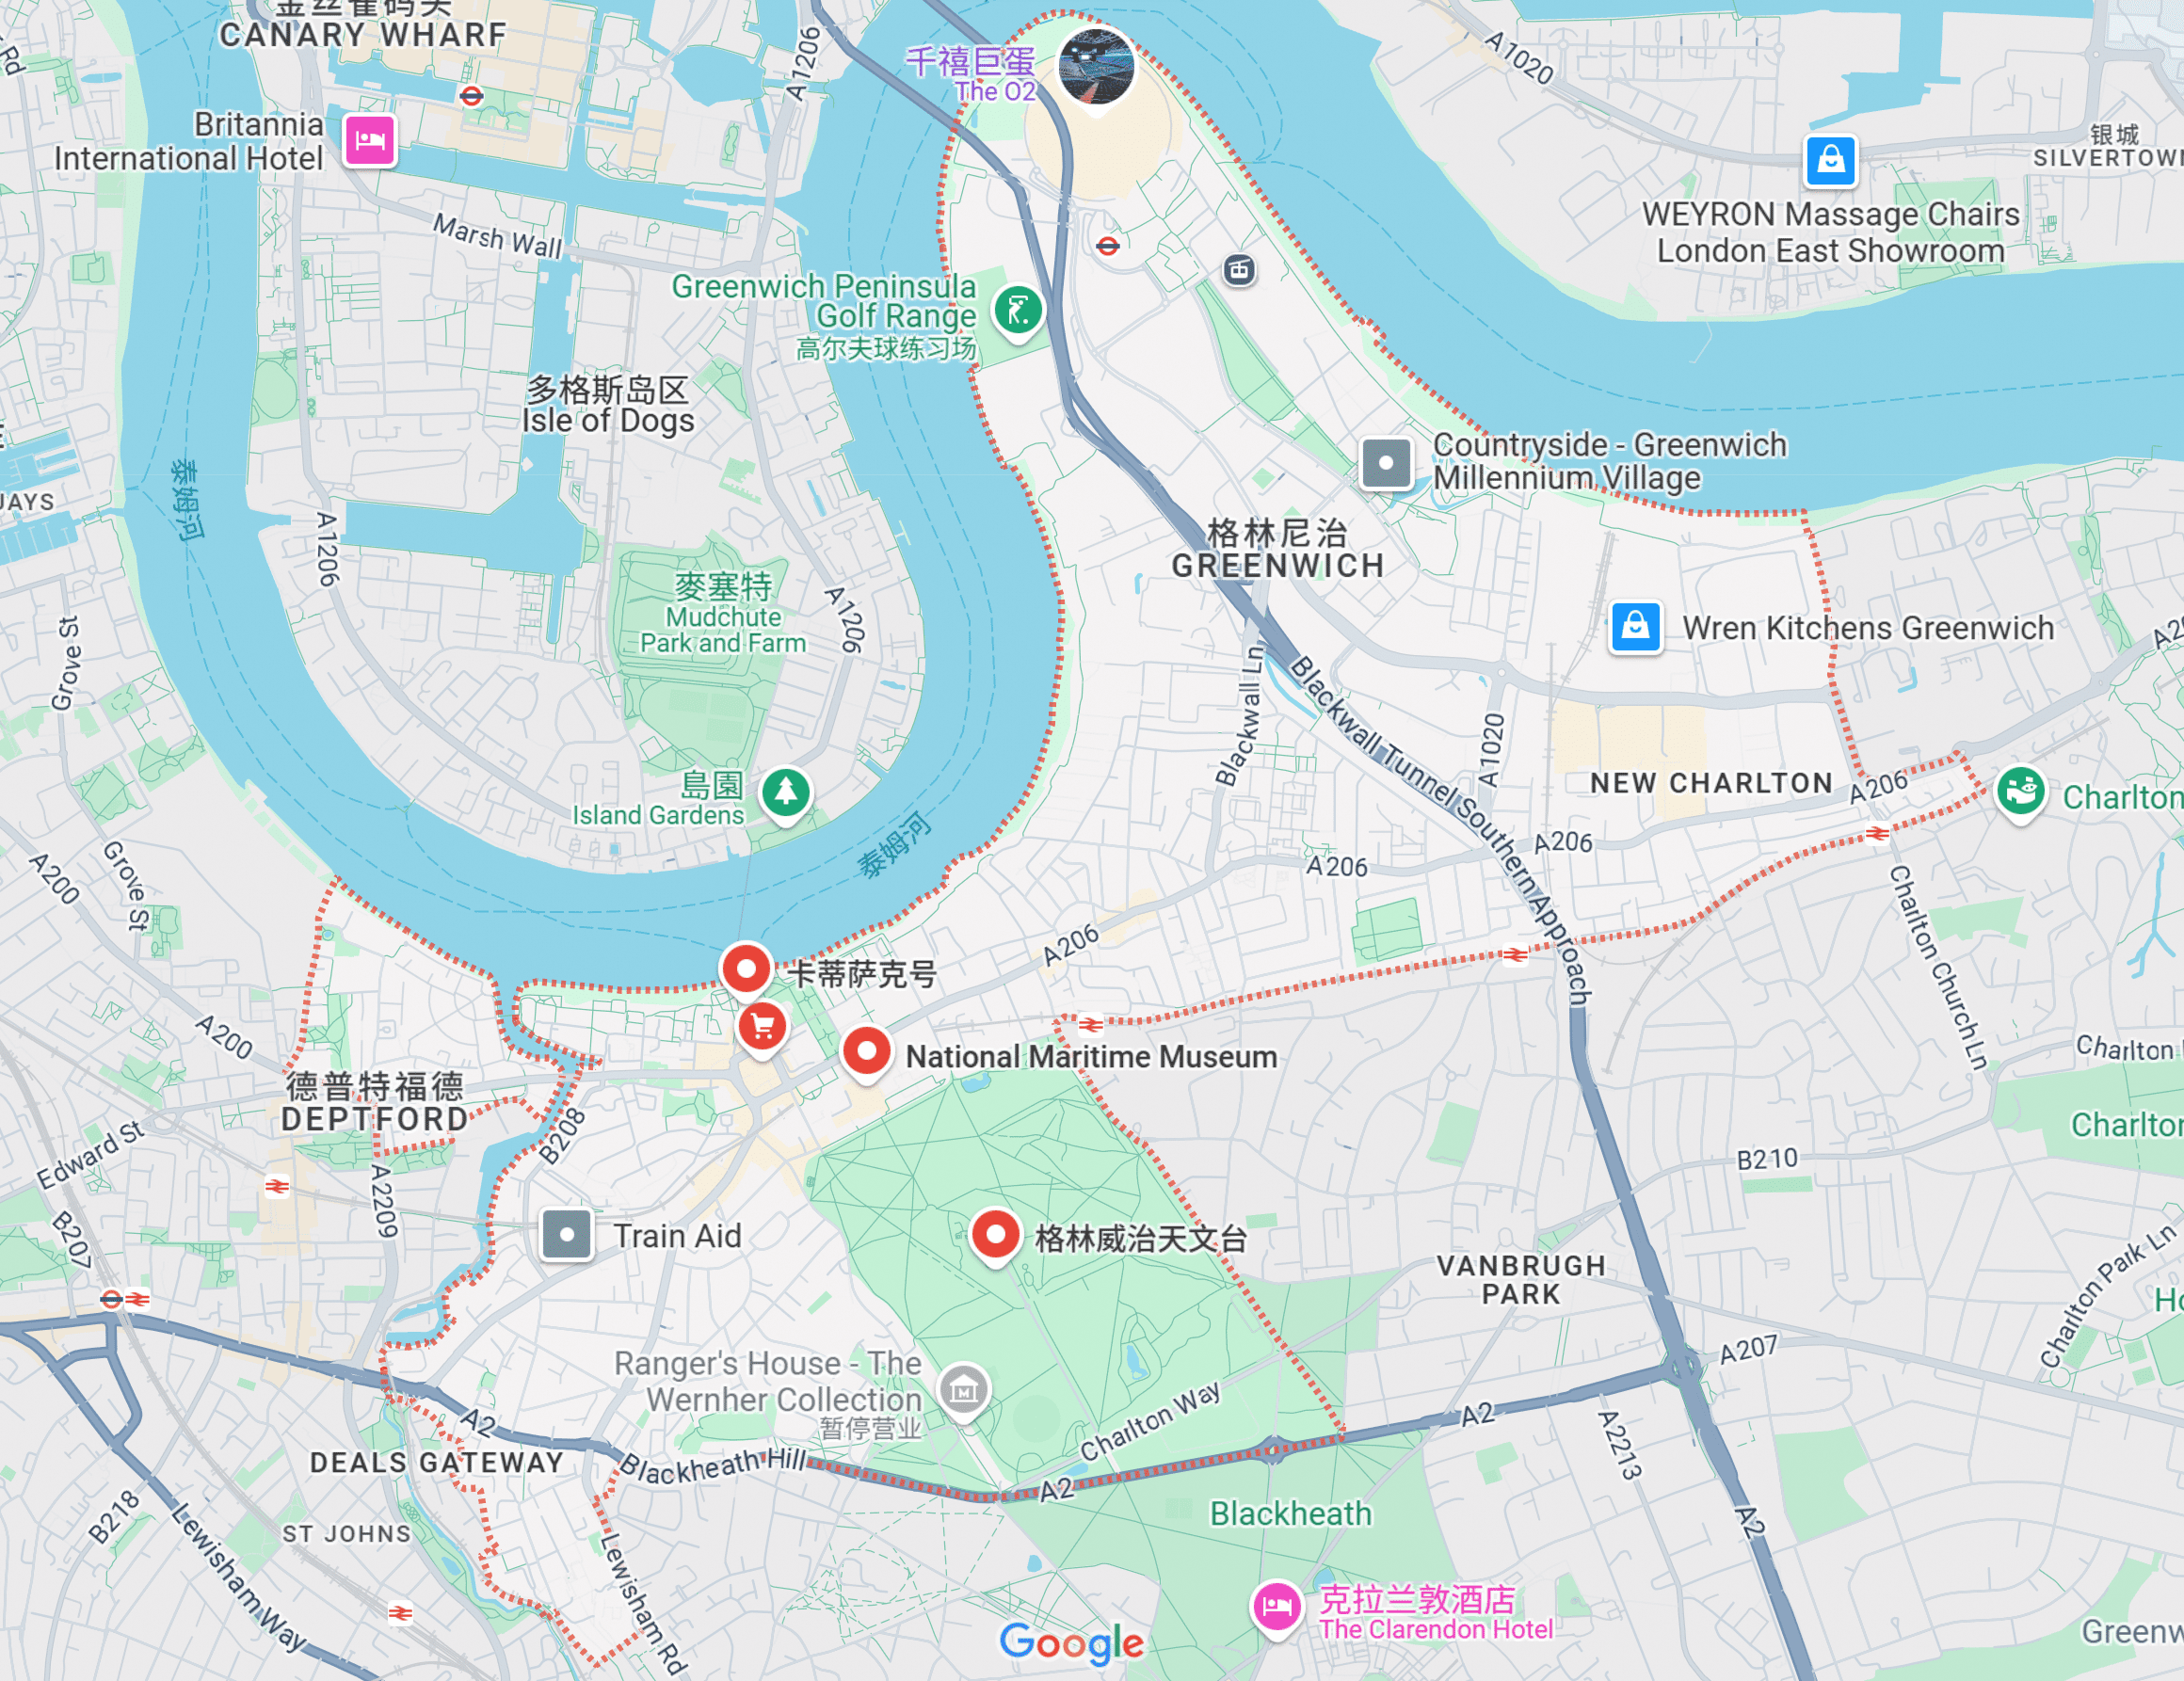 金丝雀码头
CANARY WHARF
A1206
千禧巨蛋
The O2
A1020
Britannia
International Hotel
银城
SILVERTOWN
WEYRON Massage Chairs
London East Showroom
Marsh Wall
Greenwich Peninsula
Golf Range
高尔夫球练习场
多格斯岛区
Isle of Dogs
Countryside - Greenwich
Millennium Village
泰姆河
UAYS
A1206
格林尼治
GREENWICH
麥塞特
Mudchute
Park and Farm
A1206
Grove St
Wren Kitchens Greenwich
Blackwall Ln
Blackwall Tunnel Southern Approach
A1020
NEW CHARLTON
A206
Charlton
島園
Island Gardens
泰姆河
A206
A206
Grove St
A200
Charlton Church Ln
A206
卡蒂萨克号
A200
National Maritime Museum
Charlton
德普特福德
DEPTFORD
B208
Edward St
Charlton
B210
A2209
B207
Train Aid
格林威治天文台
VANBRUGH
PARK
Charlton Park Ln
Ho
A207
Ranger's House - The
Wernher Collection
暂停营业
Charlton Way
A2
A2
A2213
DEALS GATEWAY
Blackheath Hill
A2
B218
ST JOHNS
Lewisham Way
Lewisham Rd
Blackheath
A2
克拉兰敦酒店
The Clarendon Hotel
Google
Greenw